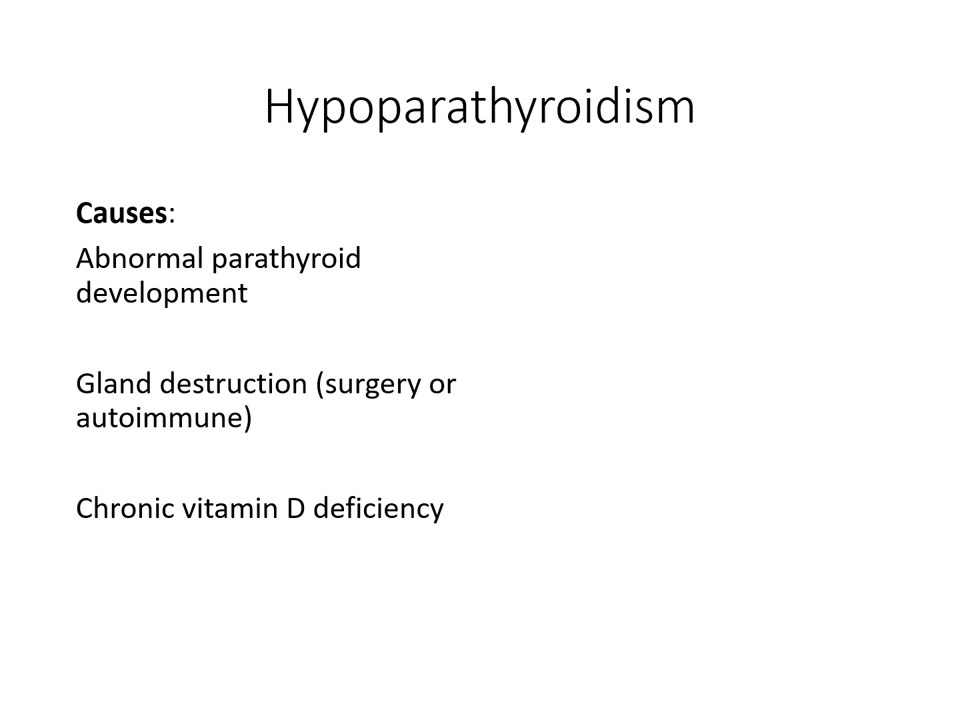 Hypoparathyroidism
Causes:
Abnormal parathyroid
development
Gland destruction (surgery or
autoimmune)
Chronic vitamin D deficiency